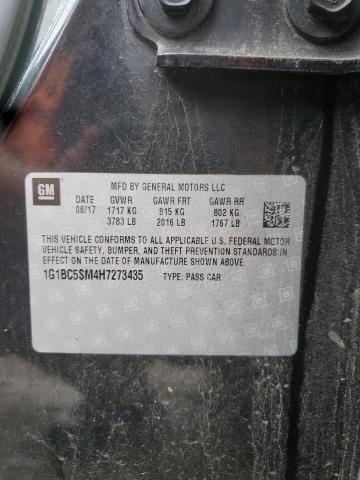 GM
MFD BY GENERAL MOTORS LLC
DATE GVWR GAWR FRT GAWR RR
06/17 1717 KG 915 KG 802 KG
3783 LB 2016 LB 1767 LB
THIS VEHICLE CONFORMS TO ALL APPLICABLE U.S. FEDERAL MOTOR
VEHICLE SAFETY, BUMPER, AND THEFT PREVENTION STANDARDS
IN EFFECT ON THE DATE OF MANUFACTURE SHOWN ABOVE.
1G1BC5SM4H7273435 TYPE: PASS CAR